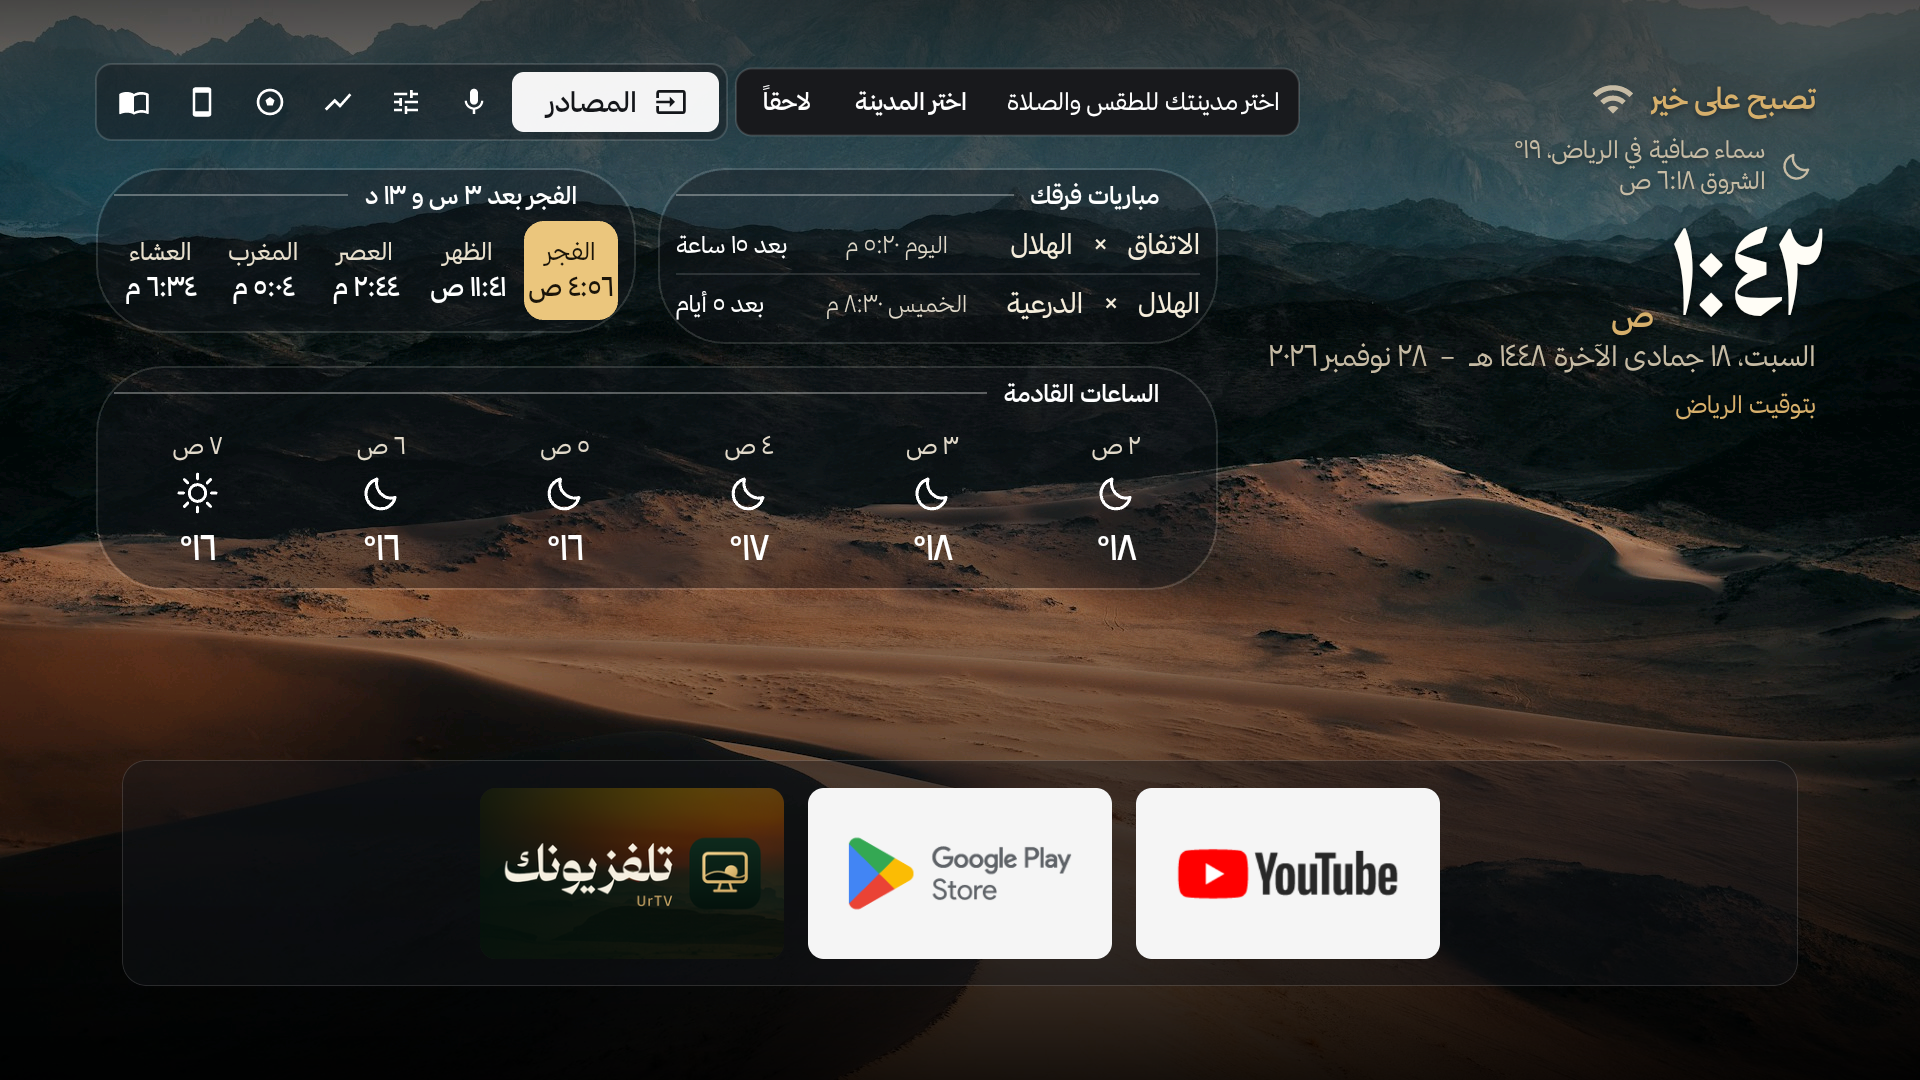 تصبح على خير
سماء صافية في الرياض، ١٩°
الشروق ٦:١٨ ص
١:٤٢ ص
السبت، ١٨ جمادى الآخرة ١٤٤٨ هـ – ٢٨ نوفمبر ٢٠٢٦
بتوقيت الرياض
اختر مدينتك للطقس والصلاة اختر المدينة لاحقاً
المصادر
مباريات فرقك
الاتفاق × الهلال اليوم ٥:٢٠ م بعد ١٥ ساعة
الهلال × الدرعية الخميس ٨:٣٠ م بعد ٥ أيام
الفجر بعد ٣ س و ١٣ د
الفجر الظهر العصر المغرب العشاء
٤:٥٦ ص ١١:٤١ ص ٢:٤٤ م ٥:٠٤ م ٦:٣٤ م
الساعات القادمة
٢ ص ٣ ص ٤ ص ٥ ص ٦ ص ٧ ص
١٨° ١٨° ١٧° ١٦° ١٦° ١٦°
YouTube
Google Play
Store
تلفزيونك
UrTV